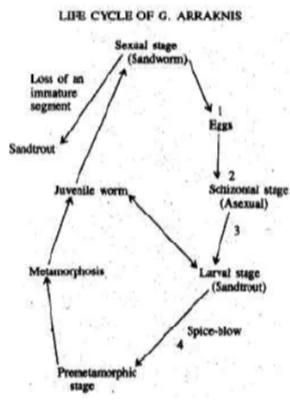 LIFE CYCLE OF G. ARRAKNIS
Sexual stage
(Sandworm)
Loss of an
immature
segment
1
Eggs
Sandtrout
2
Juvenile worm
Schizontal stage
(Asexual)
3
Metamorphosis
Larval stage
(Sandtrout)
Spice-blow
4
Premetamorphic
stage